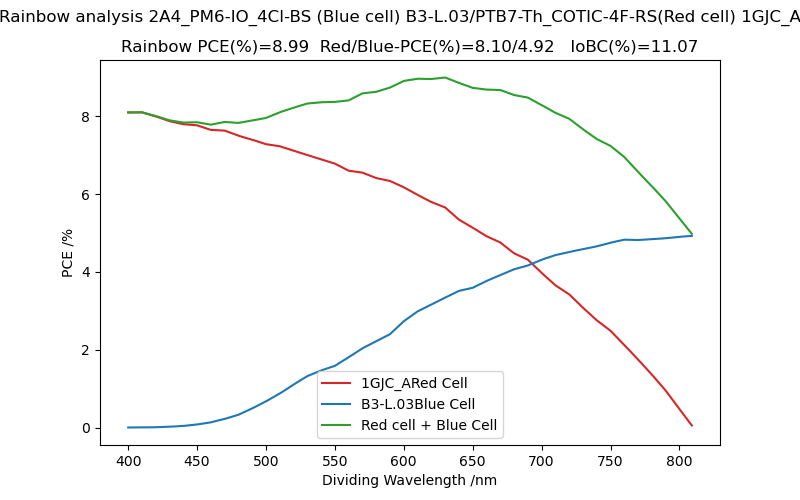 Rainbow analysis 2A4_PM6-IO_4Cl-BS (Blue cell) B3-L.03/PTB7-Th_COTIC-4F-RS(Red cell) 1GJC_A
Rainbow PCE(%)=8.99 Red/Blue-PCE(%)=8.10/4.92 IoBC(%)=11.07
PCE /%
8
6
4
2
0
1GJC_ARed Cell
B3-L.03Blue Cell
Red cell + Blue Cell
400 450 500 550 600 650 700 750 800
Dividing Wavelength /nm